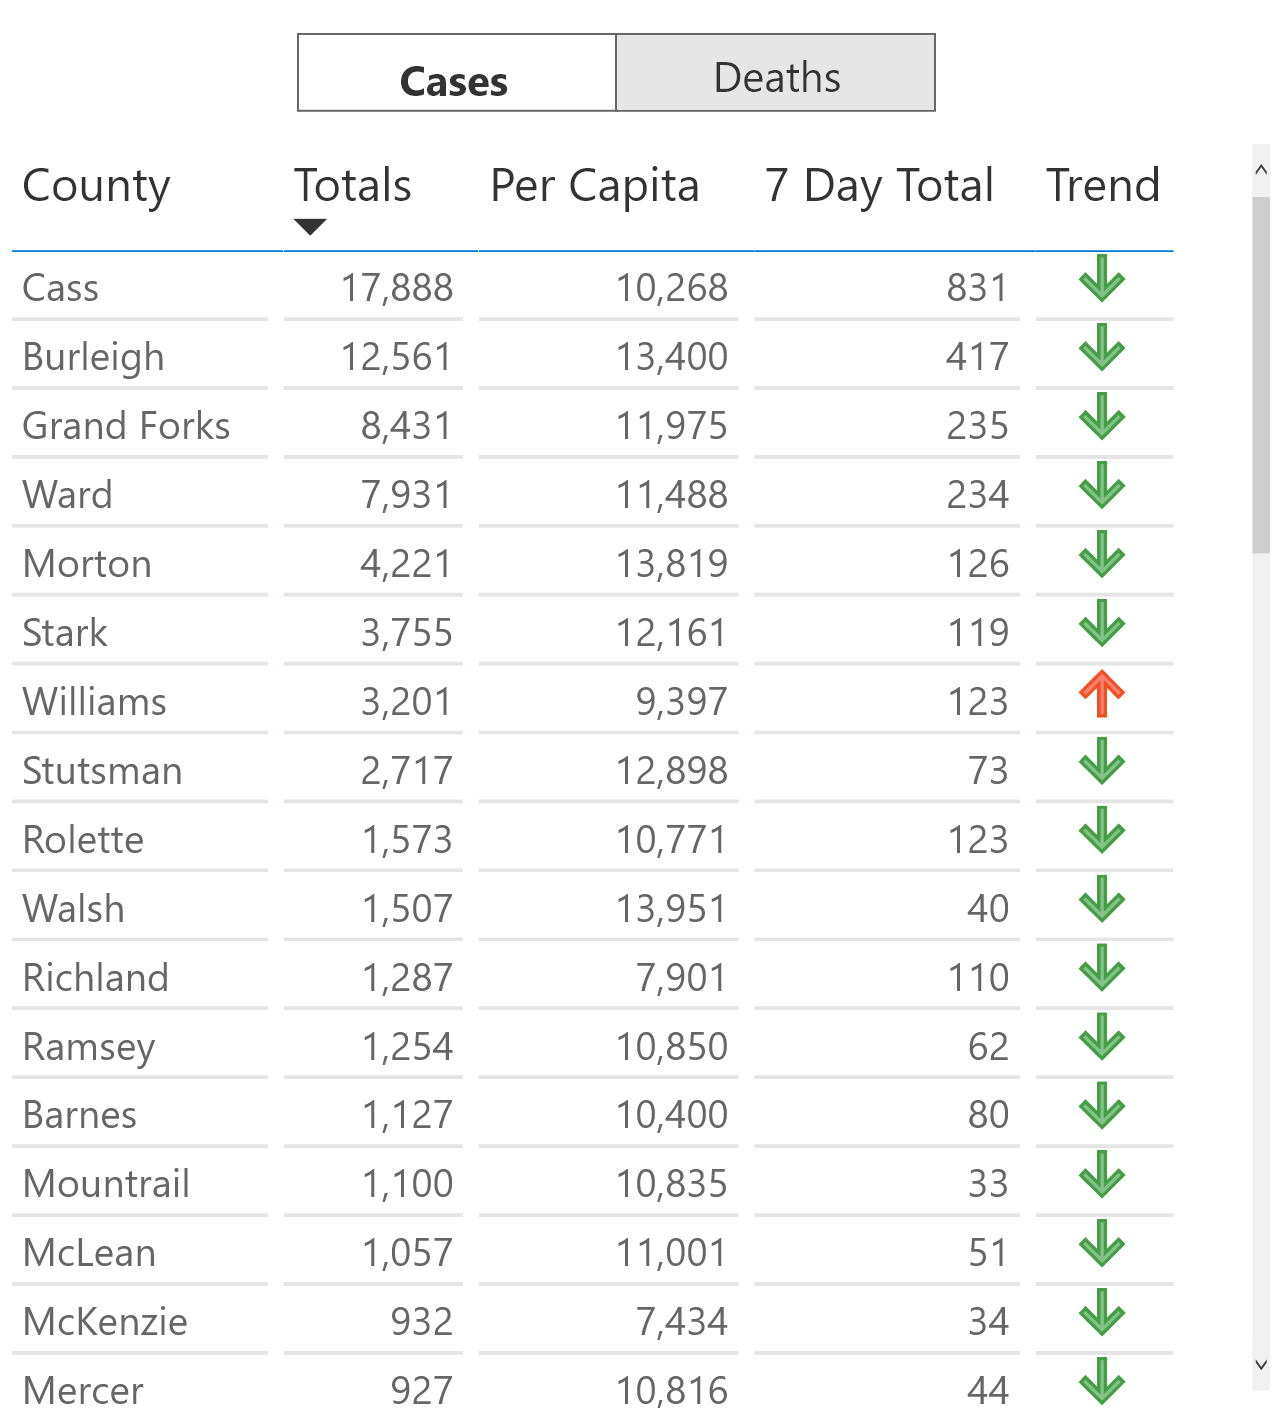 Cases Deaths
County Totals Per Capita 7 Day Total Trend
Cass 17,888 10,268 831
Burleigh 12,561 13,400 417
Grand Forks 8,431 11,975 235
Ward 7,931 11,488 234
Morton 4,221 13,819 126
Stark 3,755 12,161 119
Williams 3,201 9,397 123
Stutsman 2,717 12,898 73
Rolette 1,573 10,771 123
Walsh 1,507 13,951 40
Richland 1,287 7,901 110
Ramsey 1,254 10,850 62
Barnes 1,127 10,400 80
Mountrail 1,100 10,835 33
McLean 1,057 11,001 51
McKenzie 932 7,434 34
Mercer 927 10,816 44